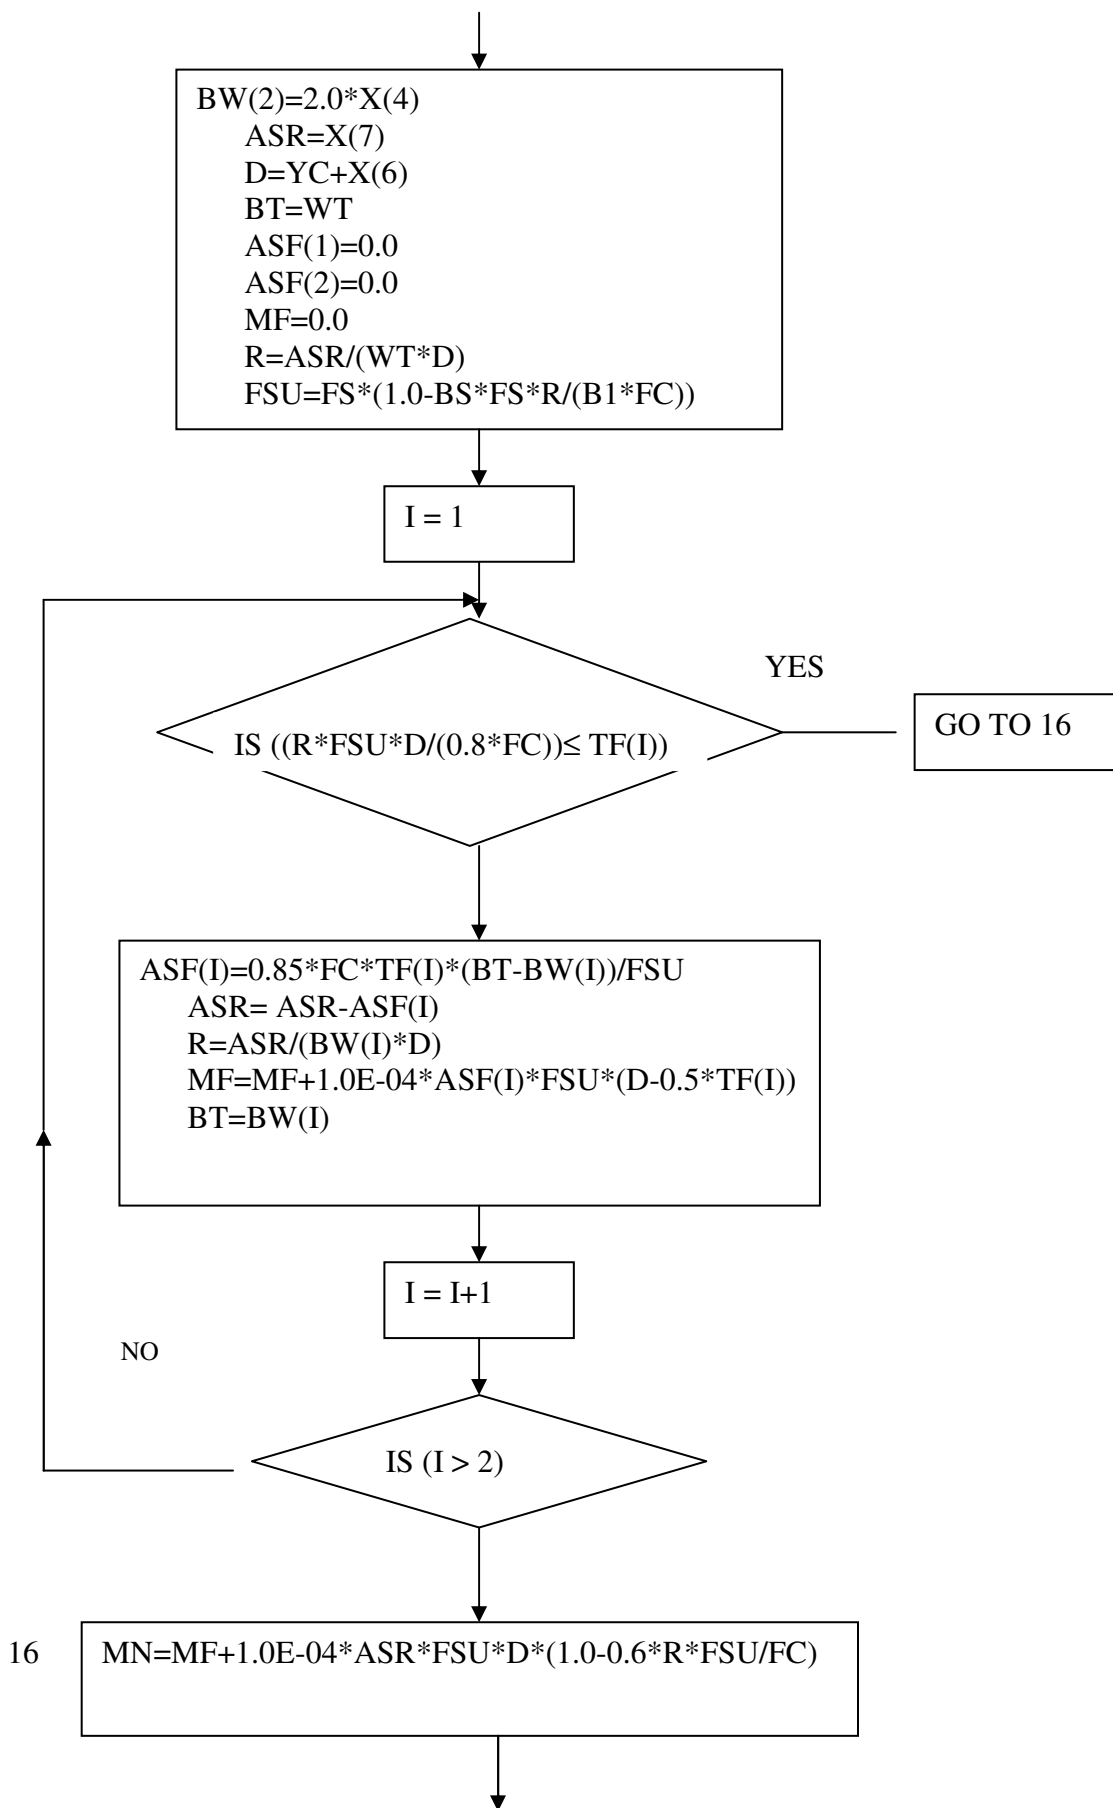 BW(2)=2.0*X(4)
ASR=X(7)
D=YC+X(6)
BT=WT
ASF(1)=0.0
ASF(2)=0.0
MF=0.0
R=ASR/(WT*D)
FSU=FS*(1.0-BS*FS*R/(B1*FC))
I = 1
YES
IS ((R*FSU*D/(0.8*FC))≤ TF(I))
GO TO 16
ASF(I)=0.85*FC*TF(I)*(BT-BW(I))/FSU
ASR= ASR-ASF(I)
R=ASR/(BW(I)*D)
MF=MF+1.0E-04*ASF(I)*FSU*(D-0.5*TF(I))
BT=BW(I)
I = I+1
NO
IS (I > 2)
16 MN=MF+1.0E-04*ASR*FSU*D*(1.0-0.6*R*FSU/FC)